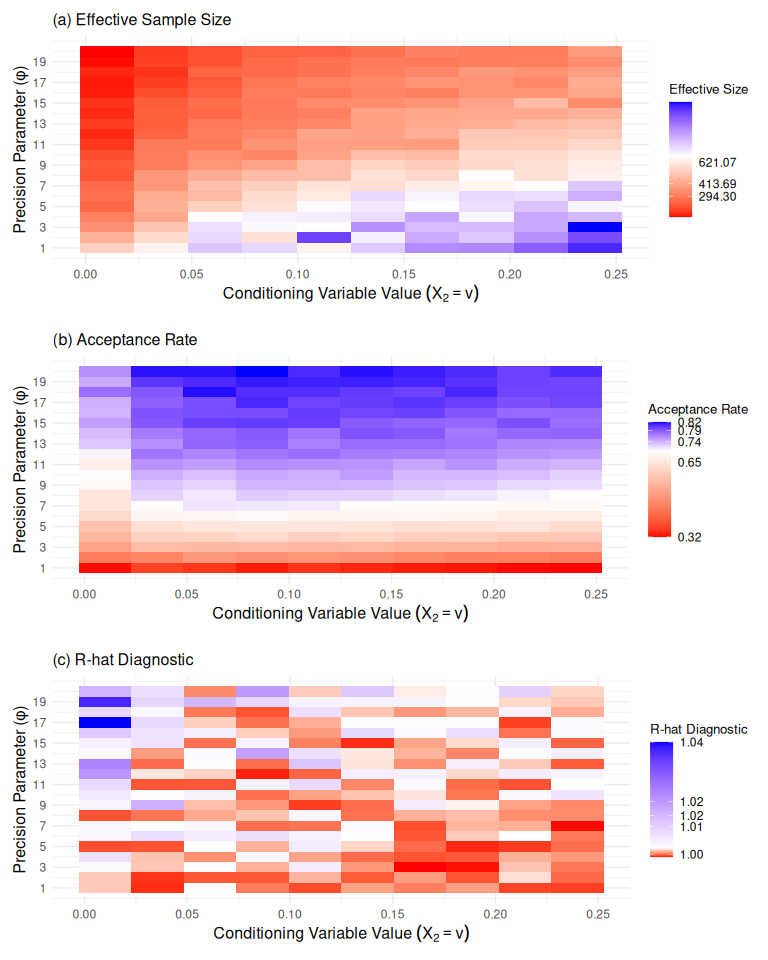 (a) Effective Sample Size
Precision Parameter (φ)
19
17
15
13
11
9
7
5
3
1
0.00 0.05 0.10 0.15 0.20 0.25
Conditioning Variable Value (X2 = v)
Effective Size
621.07
413.69
294.30
(b) Acceptance Rate
Precision Parameter (φ)
19
17
15
13
11
9
7
5
3
1
0.00 0.05 0.10 0.15 0.20 0.25
Conditioning Variable Value (X2 = v)
Acceptance Rate
0.82
0.79
0.74
0.65
0.32
(c) R-hat Diagnostic
Precision Parameter (φ)
19
17
15
13
11
9
7
5
3
1
0.00 0.05 0.10 0.15 0.20 0.25
Conditioning Variable Value (X2 = v)
R-hat Diagnostic
1.04
1.02
1.02
1.01
1.00